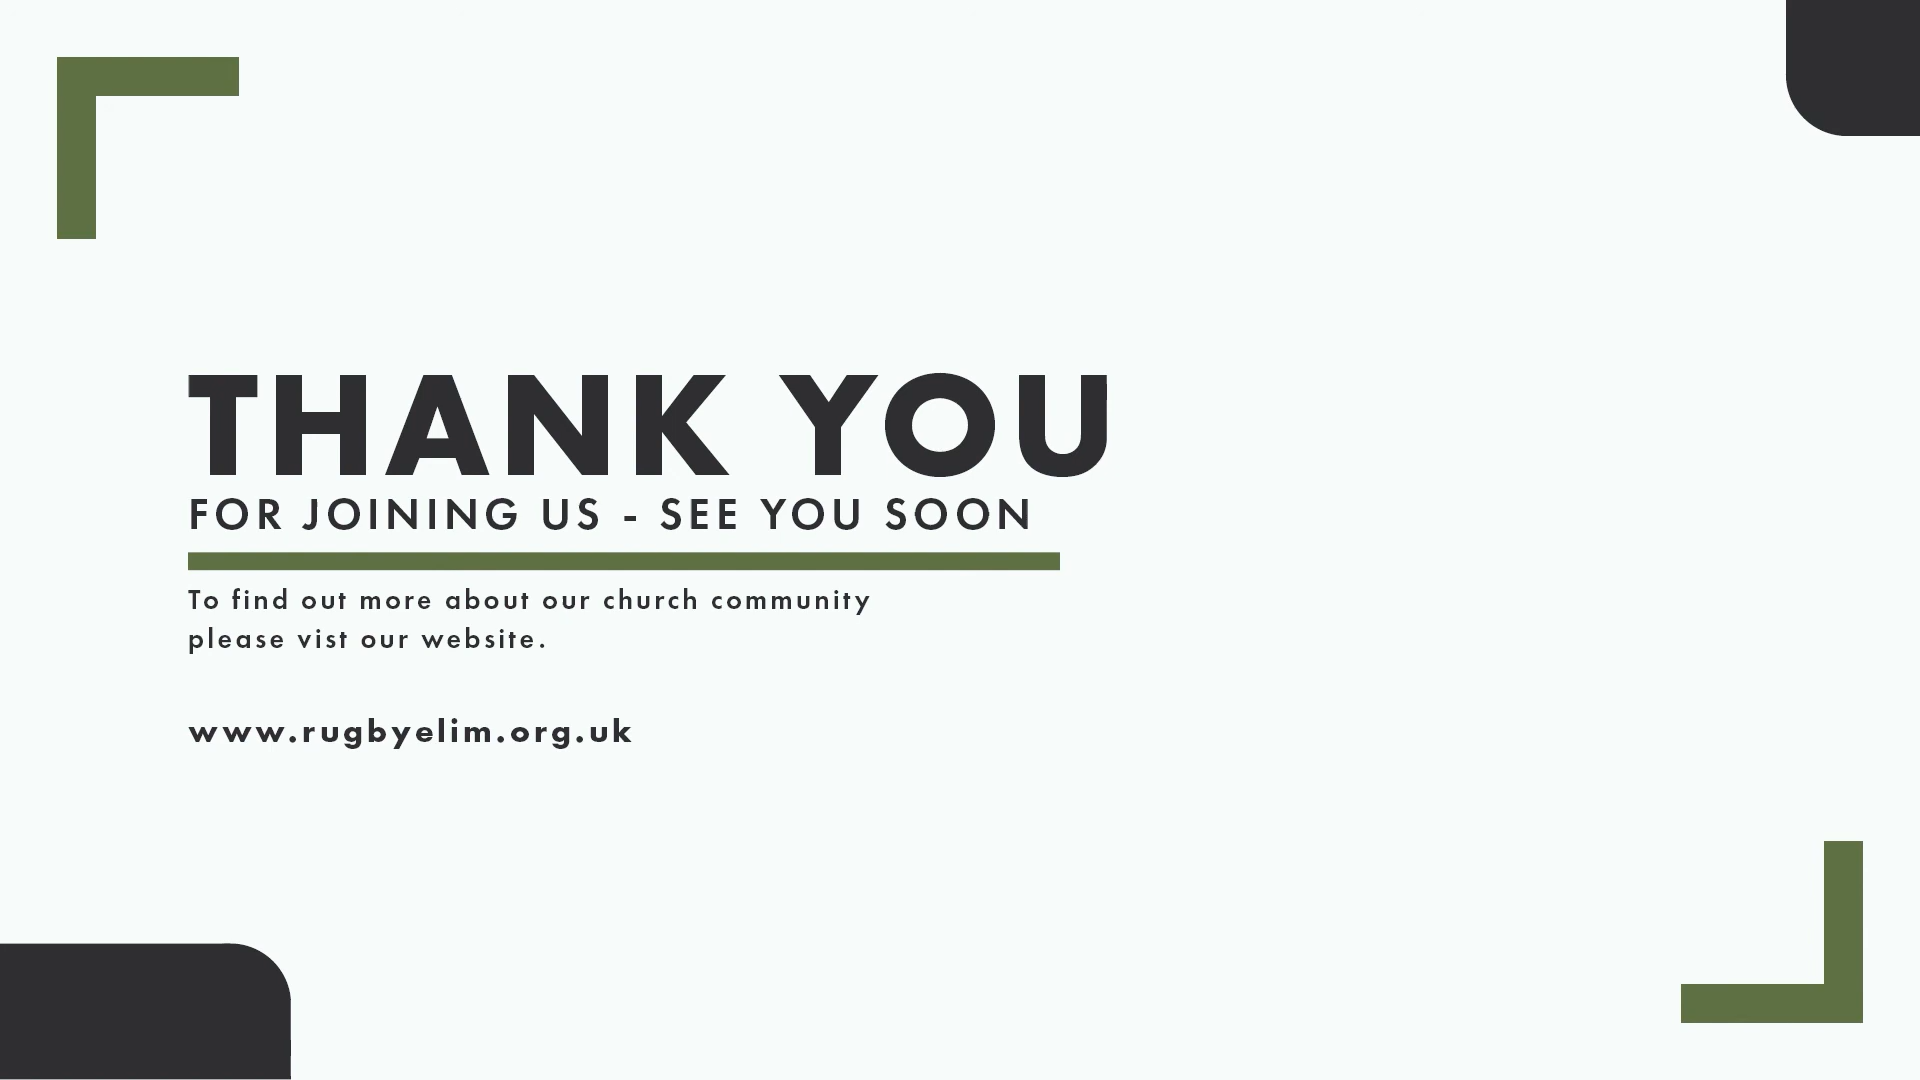 THANK YOU
FOR JOINING US - SEE YOU SOON
To find out more about our church community
please vist our website.
www.rugbyelim.org.uk